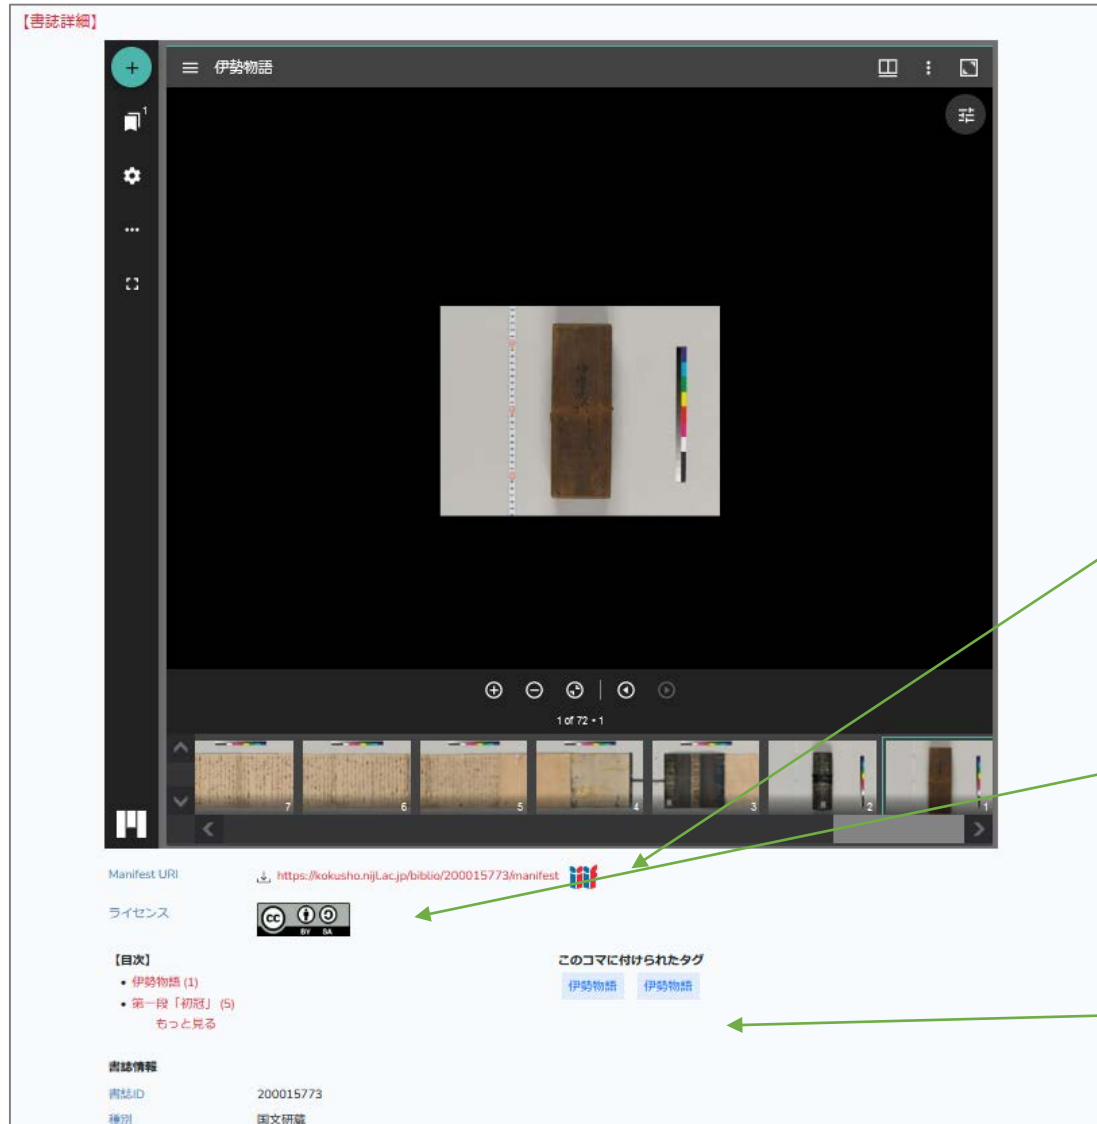 【書誌詳細】
伊勢物語
1
1 of 72 • 1
7 6 5 4 3 2 1
Manifest URI https://kokusho.nijl.ac.jp/biblio/200015773/manifest
ライセンス cc BY SA
【目次】
• 伊勢物語 (1)
• 第一段「初冠」 (5)
もっと見る
このコマに付けられたタグ
伊勢物語 伊勢物語
書誌情報
書誌ID 200015773
種別 国文研蔵